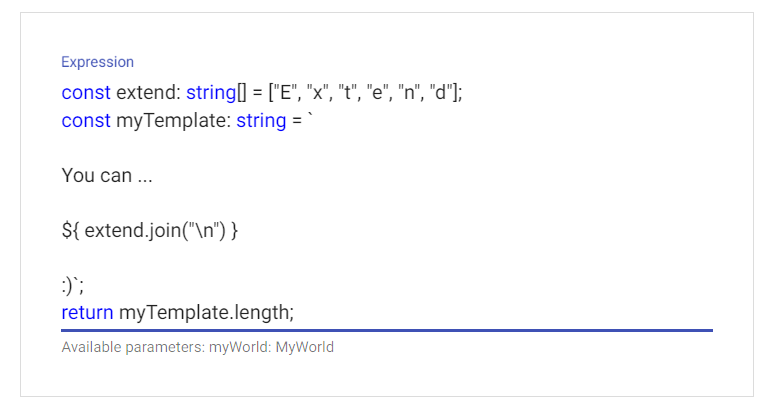 Expression
const extend: string[] = ["E", "x", "t", "e", "n", "d"];
const myTemplate: string = `
You can ...
${ extend.join("\n") }
:)`;
return myTemplate.length;
Available parameters: myWorld: MyWorld